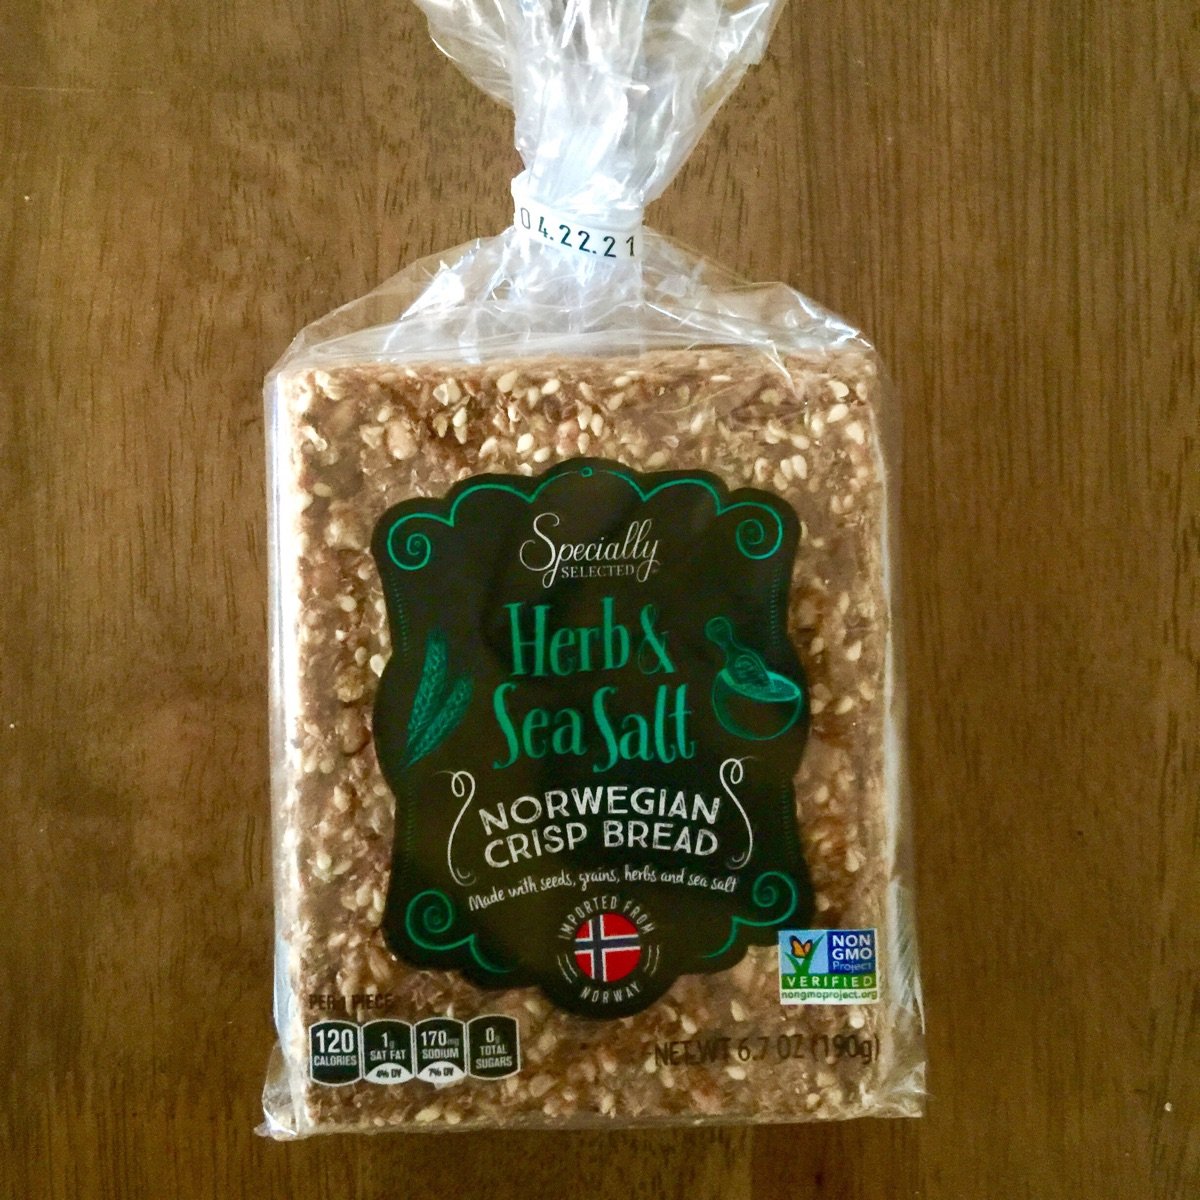 04.22.21
Specially
SELECTED
Herb &
Sea Salt
NORWEGIAN
CRISP BREAD
Made with seeds, grains, herbs and sea salt
IMPORTED FROM
NORWAY
NON
GMO
Project
VERIFIED
nongmoproject.org
PER 1 PIECE
120
CALORIES
1g
SAT FAT
4% DV
170mg
SODIUM
7% DV
0g
TOTAL
SUGARS
NET WT 6.7 OZ (190g)